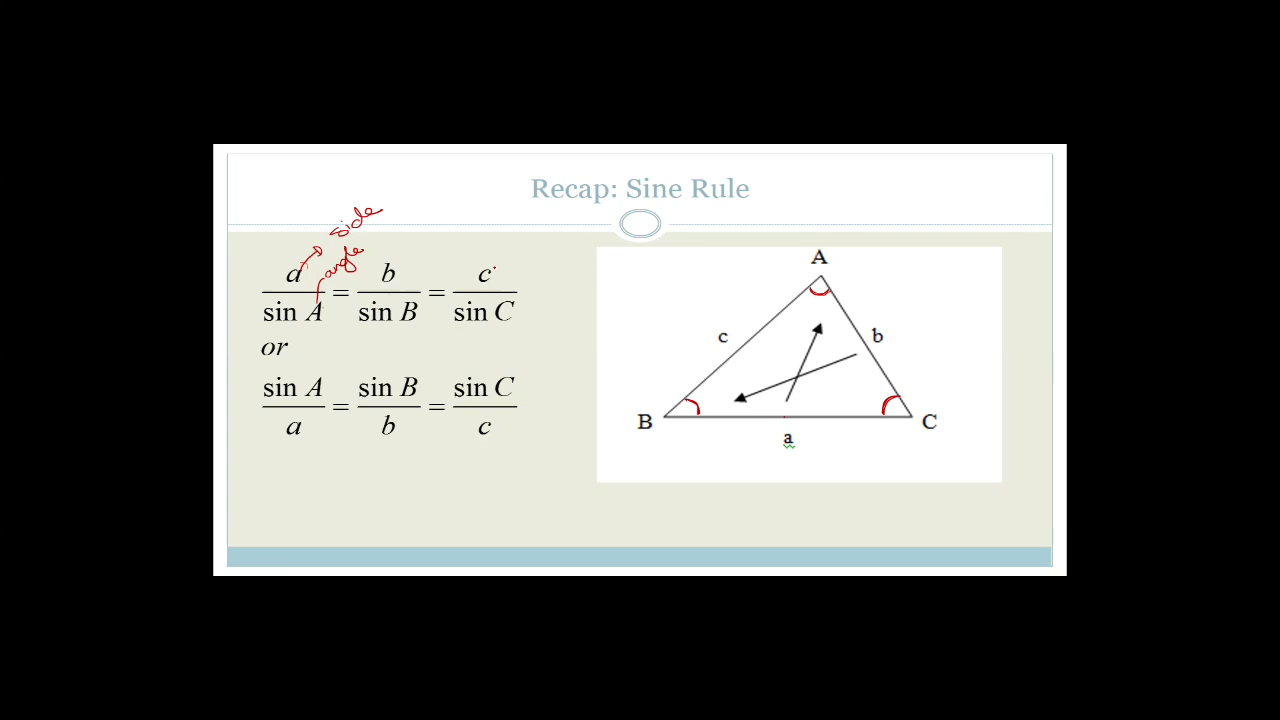 Recap: Sine Rule
side
angle
a/sin A = b/sin B = c/sin C
or
sin A/a = sin B/b = sin C/c
A
c
b
B
C
a